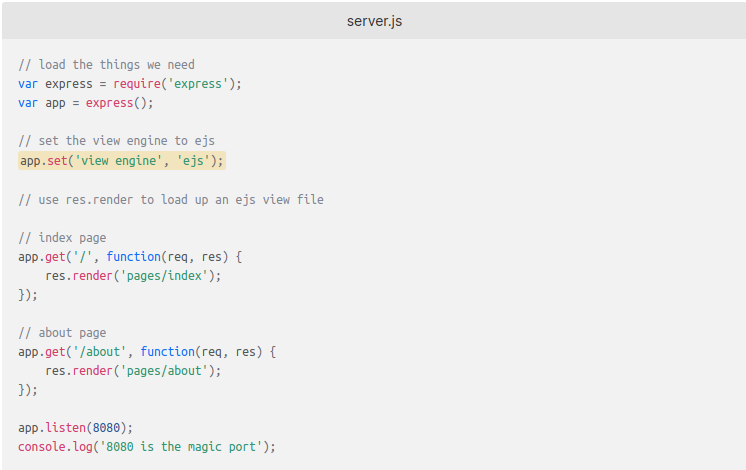 server.js
// load the things we need
var express = require('express');
var app = express();
// set the view engine to ejs
app.set('view engine', 'ejs');
// use res.render to load up an ejs view file
// index page
app.get('/', function(req, res) {
    res.render('pages/index');
});
// about page
app.get('/about', function(req, res) {
    res.render('pages/about');
});
app.listen(8080);
console.log('8080 is the magic port');